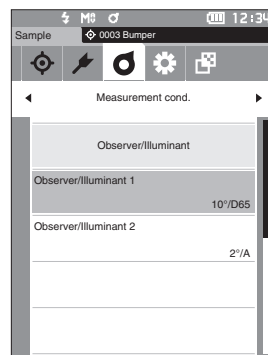 M 12:34
Sample 0003 Bumper
Measurement cond.
Observer/Illuminant
Observer/Illuminant 1
10°/D65
Observer/Illuminant 2
2°/A